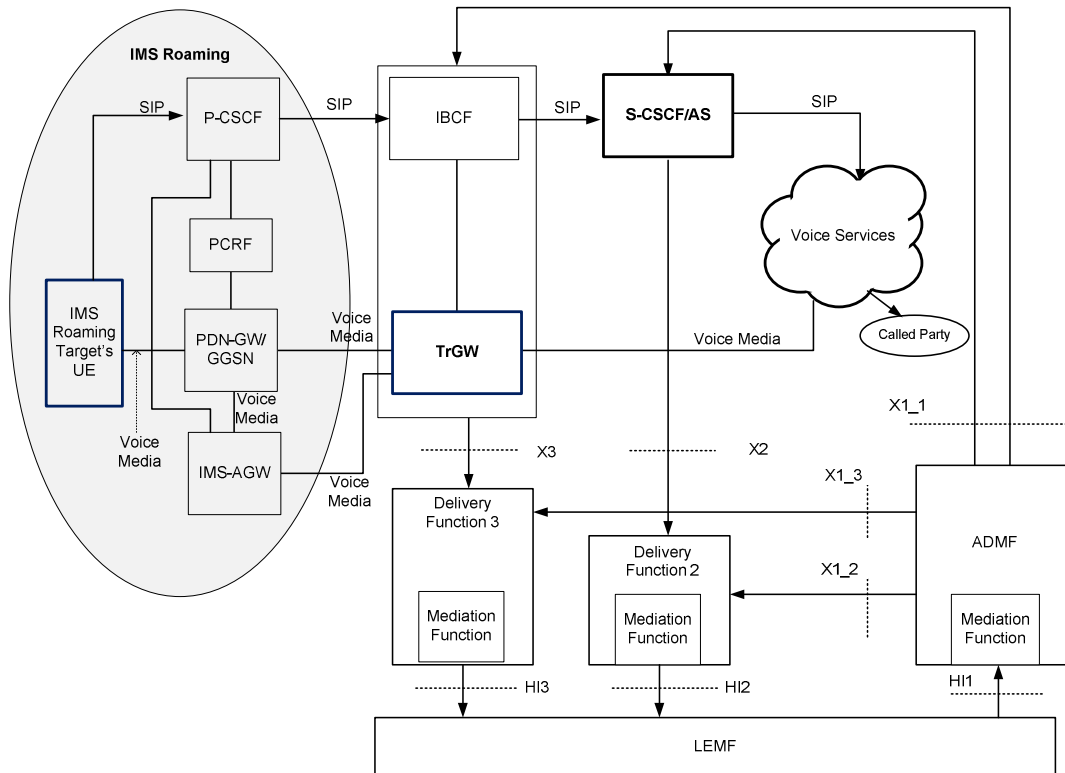 IMS Roaming
SIP
P-CSCF
SIP
IBCF
SIP
S-CSCF/AS
SIP
PCRF
Voice Services
IMS
Roaming
Target's
UE
PDN-GW/
GGSN
Voice
Media
TrGW
Voice Media
Called Party
Voice
Media
Voice
Media
IMS-AGW
Voice
Media
X3
X2
X1_1
X1_3
Delivery
Function 3
ADMF
Delivery
Function 2
X1_2
Mediation
Function
Mediation
Function
Mediation
Function
HI3
HI2
HI1
LEMF